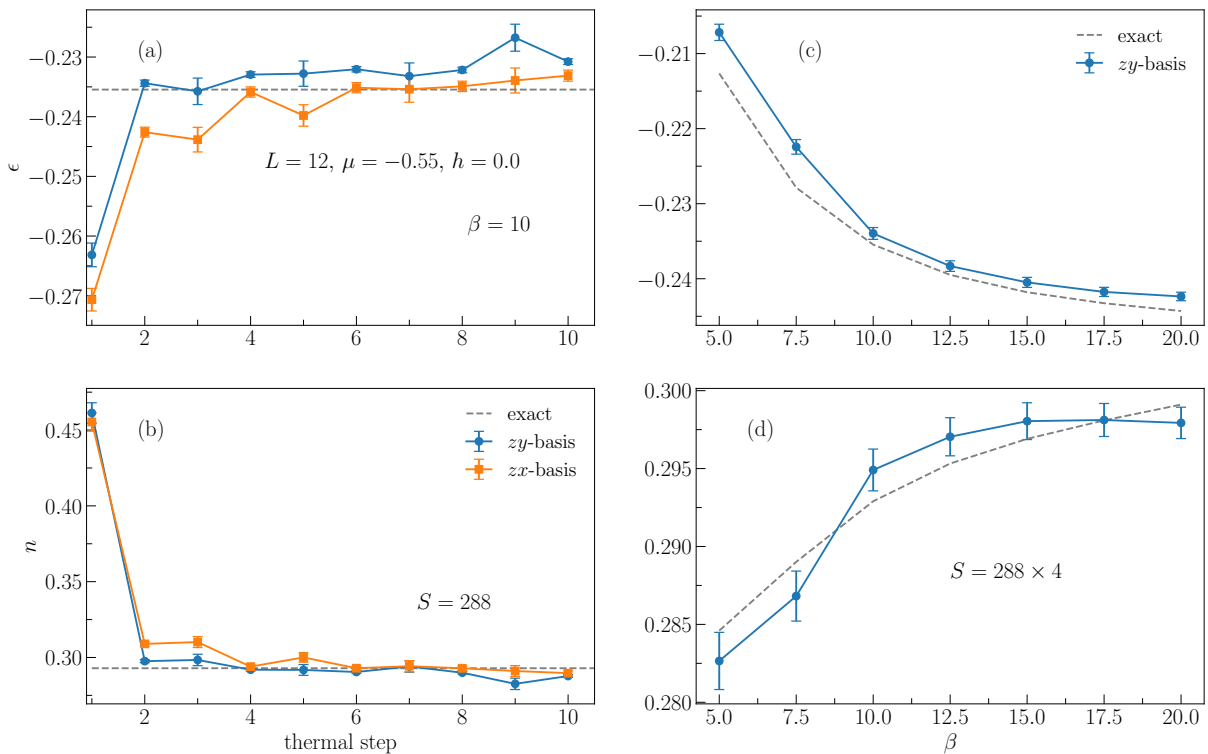 (a)
−0.23
−0.24
−0.25
−0.26
−0.27
ϵ
L = 12, μ = −0.55, h = 0.0
β = 10
2 4 6 8 10
(c)
exact
zy-basis
−0.21
−0.22
−0.23
−0.24
5.0 7.5 10.0 12.5 15.0 17.5 20.0
(b)
exact
zy-basis
zx-basis
0.45
0.40
0.35
0.30
n
S = 288
2 4 6 8 10
thermal step
(d)
0.300
0.295
0.290
0.285
0.280
S = 288 × 4
5.0 7.5 10.0 12.5 15.0 17.5 20.0
β